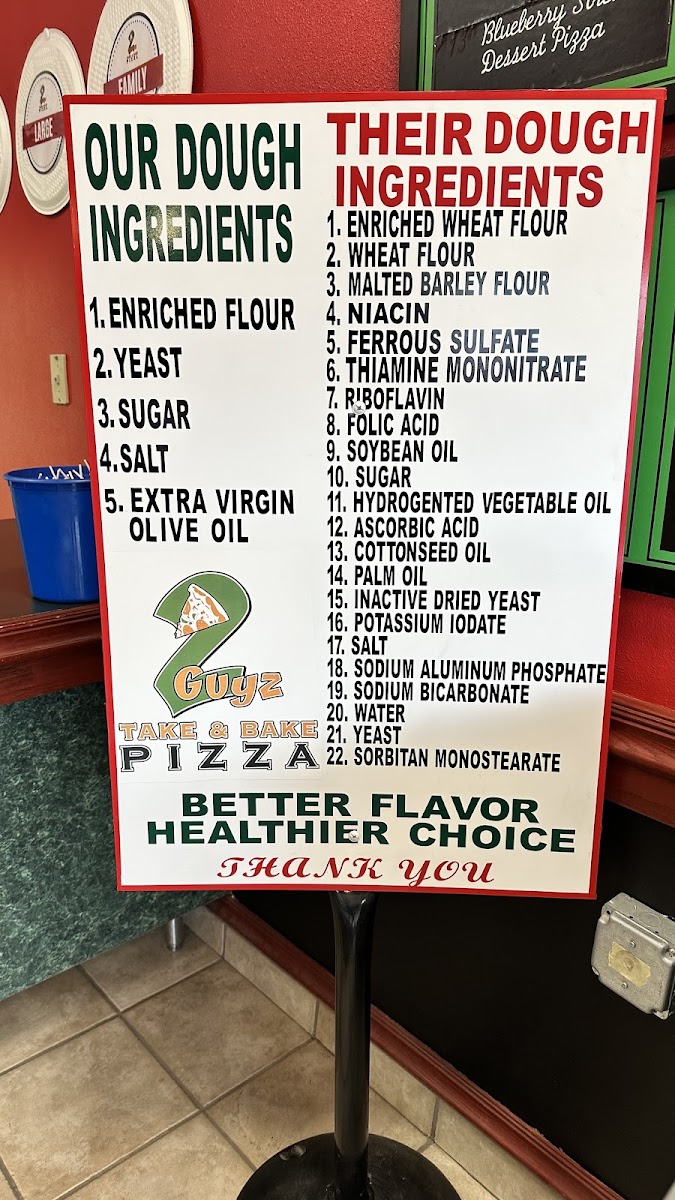 Blueberry
Dessert Pizza
2
LARGE
2
FAMILY
OUR DOUGH
INGREDIENTS
1. ENRICHED FLOUR
2. YEAST
3. SUGAR
4. SALT
5. EXTRA VIRGIN
OLIVE OIL
2
Guyz
TAKE & BAKE
PIZZA
THEIR DOUGH
INGREDIENTS
1. ENRICHED WHEAT FLOUR
2. WHEAT FLOUR
3. MALTED BARLEY FLOUR
4. NIACIN
5. FERROUS SULFATE
6. THIAMINE MONONITRATE
7. RIBOFLAVIN
8. FOLIC ACID
9. SOYBEAN OIL
10. SUGAR
11. HYDROGENTED VEGETABLE OIL
12. ASCORBIC ACID
13. COTTONSEED OIL
14. PALM OIL
15. INACTIVE DRIED YEAST
16. POTASSIUM IODATE
17. SALT
18. SODIUM ALUMINUM PHOSPHATE
19. SODIUM BICARBONATE
20. WATER
21. YEAST
22. SORBITAN MONOSTEARATE
BETTER FLAVOR
HEALTHIER CHOICE
THANK YOU